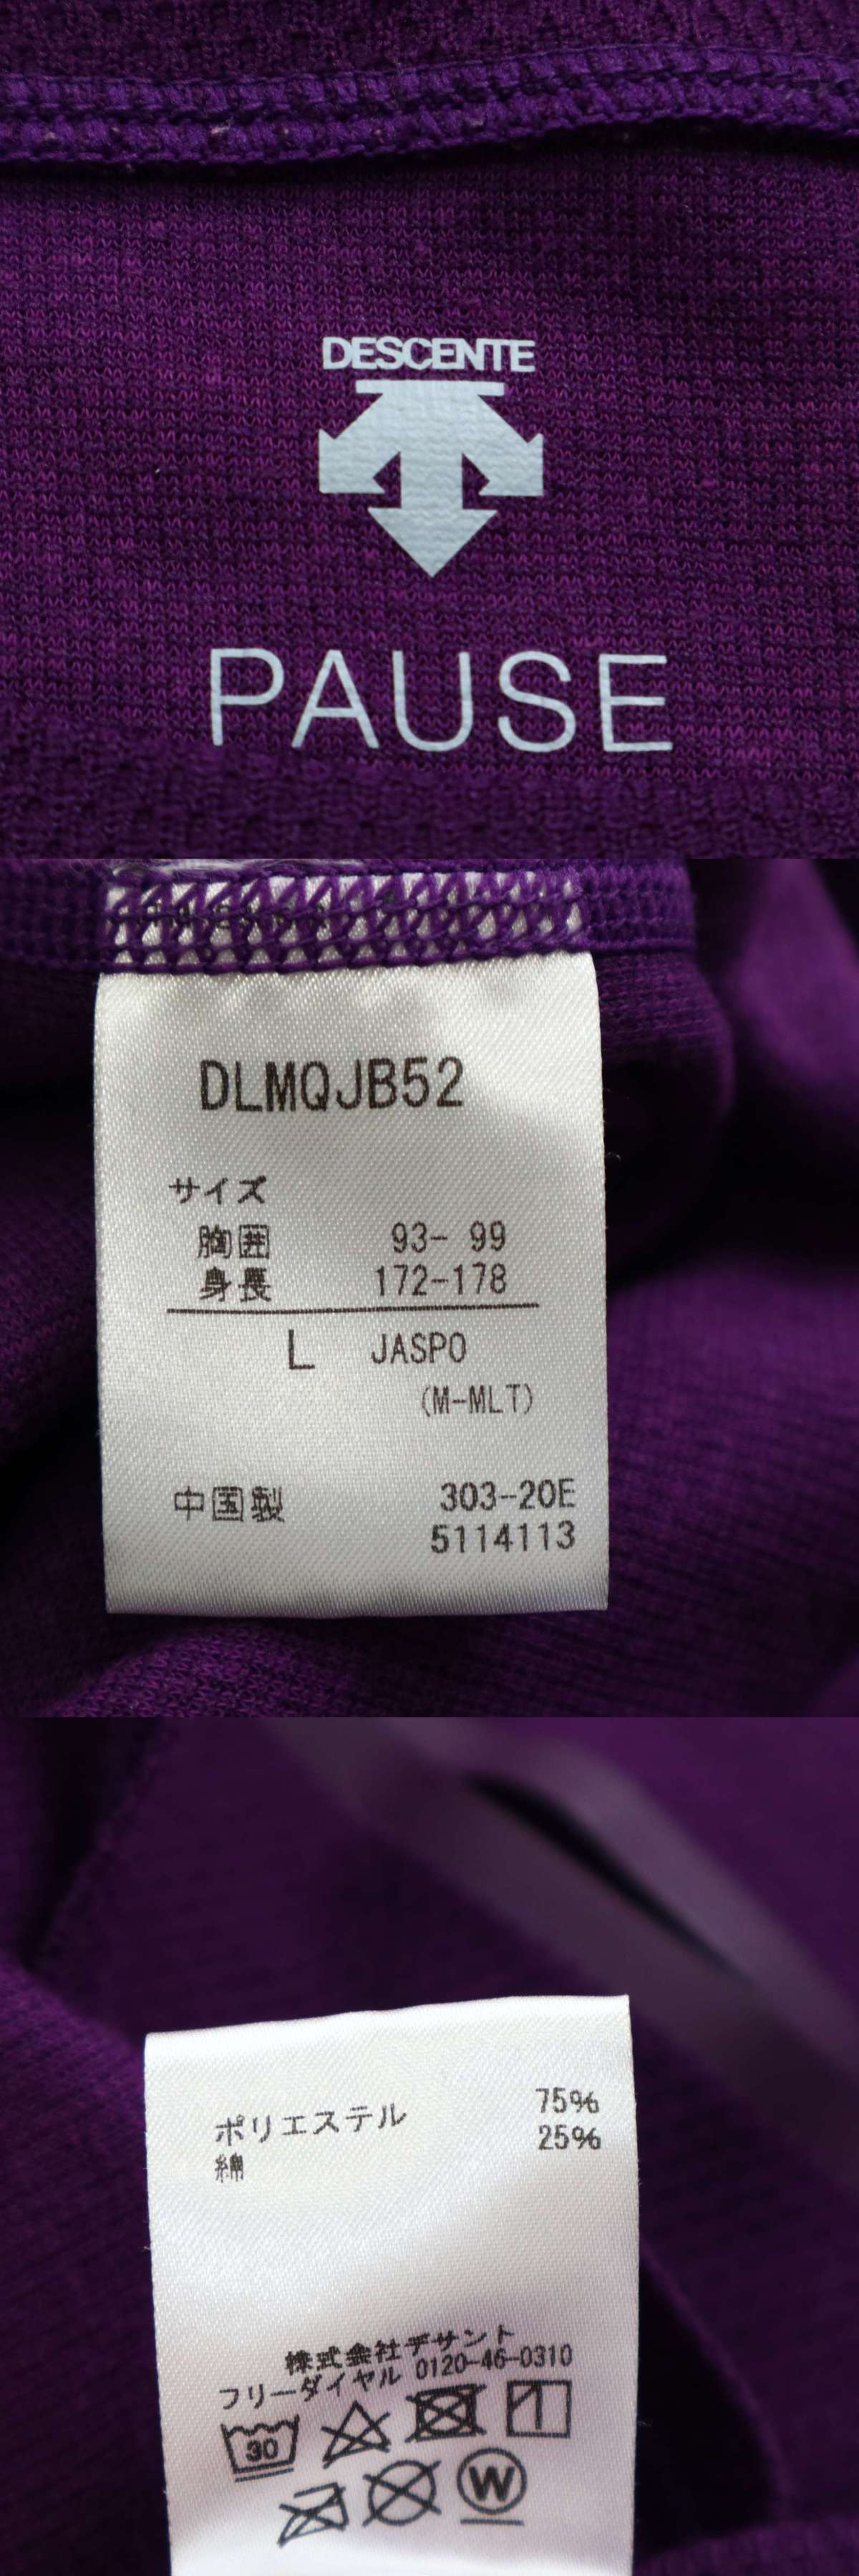 DESCENTE
PAUSE
DLMQJB52
サイズ
胸囲 93- 99
身長 172-178
L JASPO
(M-MLT)
中国製 303-20E
5114113
ポリエステル 75%
綿 25%
株式会社デサント
フリーダイヤル 0120-46-0310
30
W